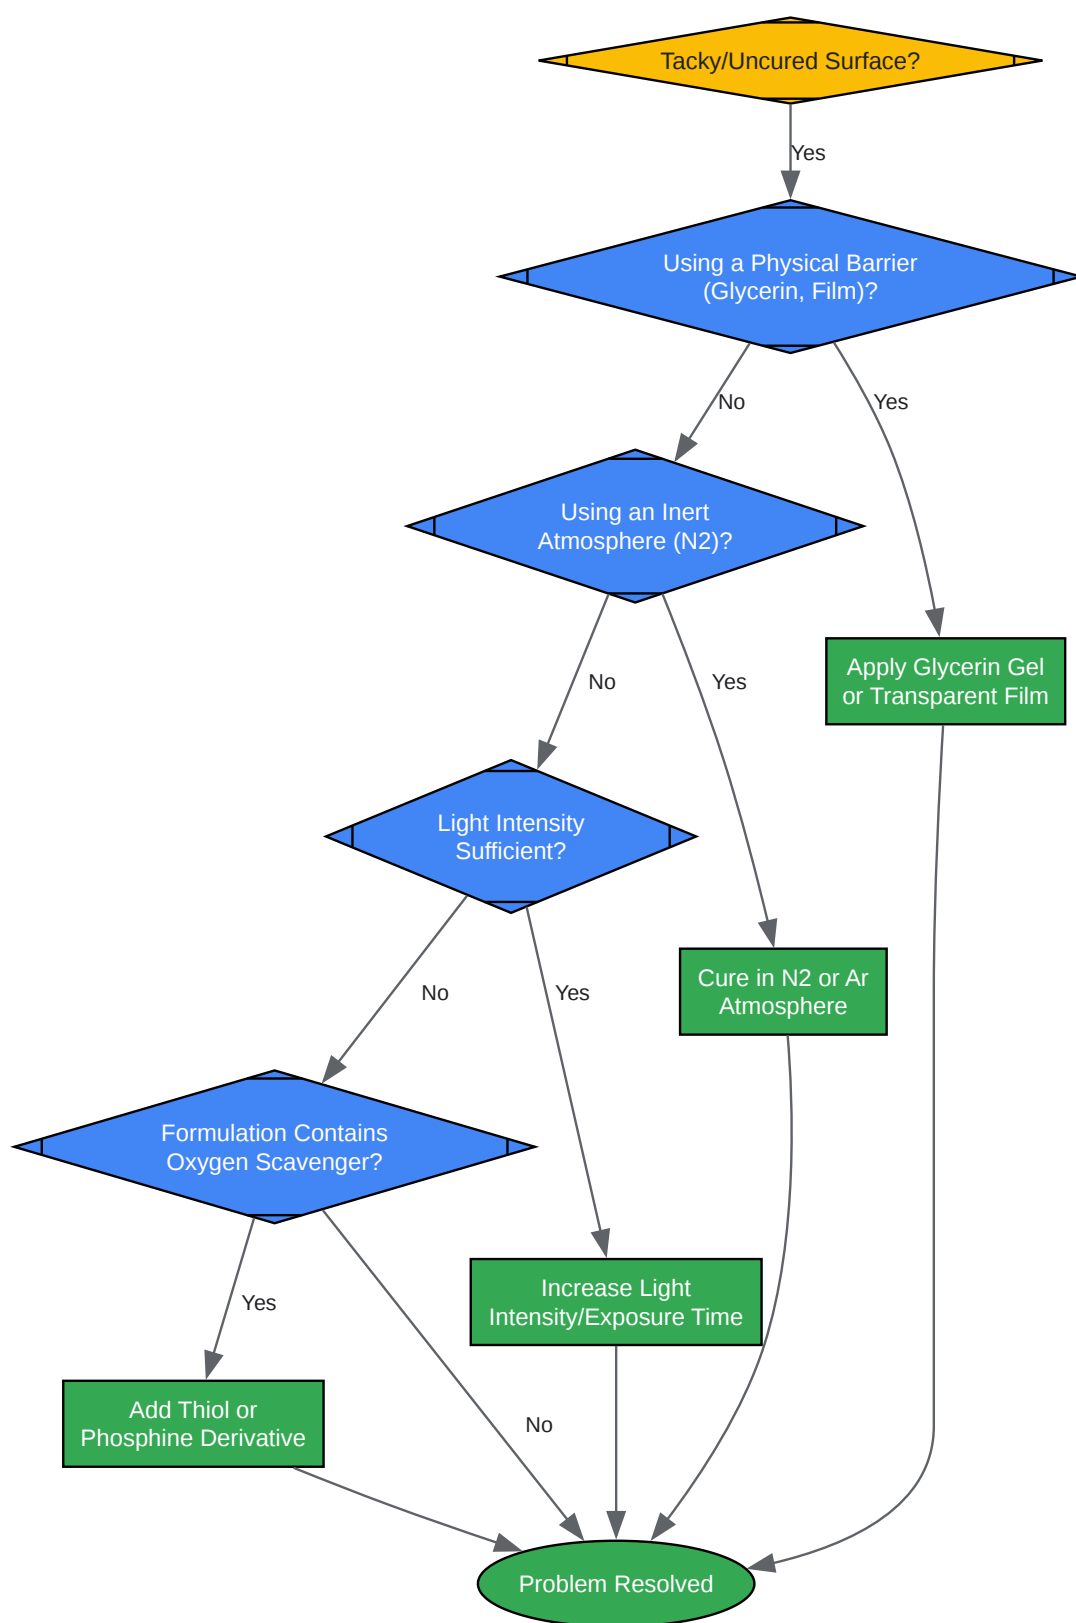 Tacky/Uncured Surface?
Yes
Using a Physical Barrier
(Glycerin, Film)?
No
Yes
Using an Inert
Atmosphere (N2)?
No
Yes
Apply Glycerin Gel
or Transparent Film
Light Intensity
Sufficient?
No
Yes
Cure in N2 or Ar
Atmosphere
Formulation Contains
Oxygen Scavenger?
Yes
No
Increase Light
Intensity/Exposure Time
Add Thiol or
Phosphine Derivative
Problem Resolved